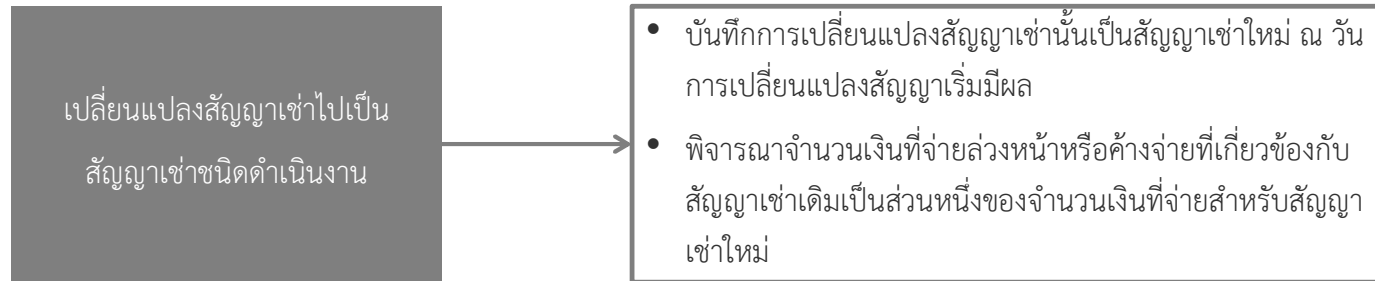 เปลี่ยนแปลงสัญญาเช่าไปเป็น
สัญญาเช่าชนิดดำเนินงาน
• บันทึกการเปลี่ยนแปลงสัญญาเช่านั้นเป็นสัญญาเช่าใหม่ ณ วัน
การเปลี่ยนแปลงสัญญาเริ่มมีผล
• พิจารณาจำนวนเงินที่จ่ายล่วงหน้าหรือค้างจ่ายที่เกี่ยวข้องกับ
สัญญาเช่าเดิมเป็นส่วนหนึ่งของจำนวนเงินที่จ่ายสำหรับสัญญา
เช่าใหม่